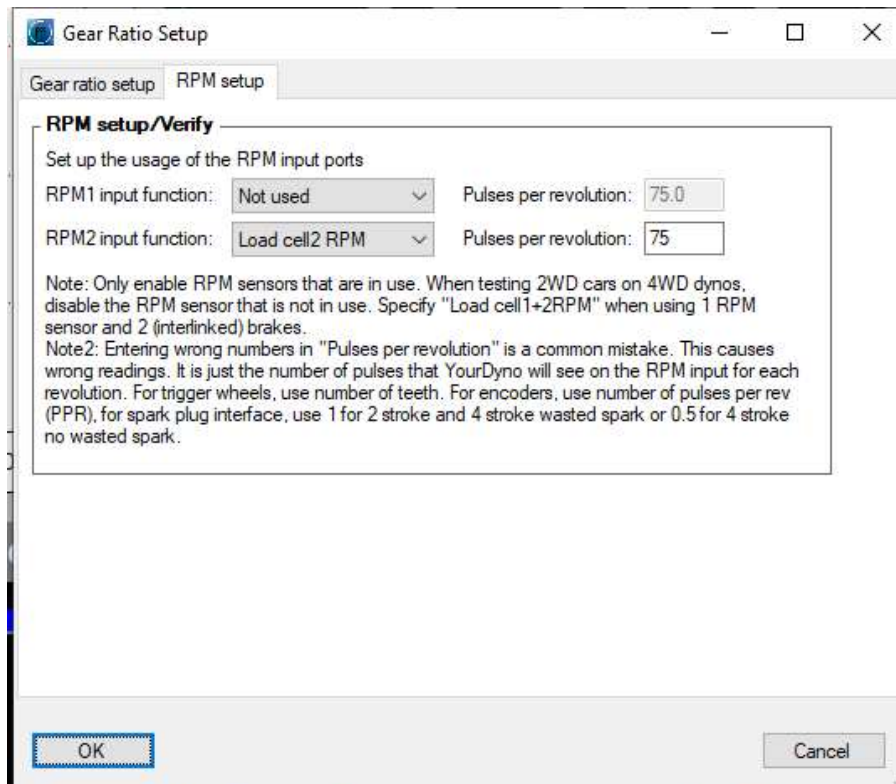 Gear Ratio Setup
Gear ratio setup RPM setup
RPM setup/Verify
Set up the usage of the RPM input ports
RPM1 input function: Not used Pulses per revolution: 75.0
RPM2 input function: Load cell2 RPM Pulses per revolution: 75
Note: Only enable RPM sensors that are in use. When testing 2WD cars on 4WD dynos,
disable the RPM sensor that is not in use. Specify "Load cell1+2RPM" when using 1 RPM
sensor and 2 (interlinked) brakes.
Note2: Entering wrong numbers in "Pulses per revolution" is a common mistake. This causes
wrong readings. It is just the number of pulses that YourDyno will see on the RPM input for each
revolution. For trigger wheels, use number of teeth. For encoders, use number of pulses per rev
(PPR), for spark plug interface, use 1 for 2 stroke and 4 stroke wasted spark or 0.5 for 4 stroke
no wasted spark.
OK Cancel